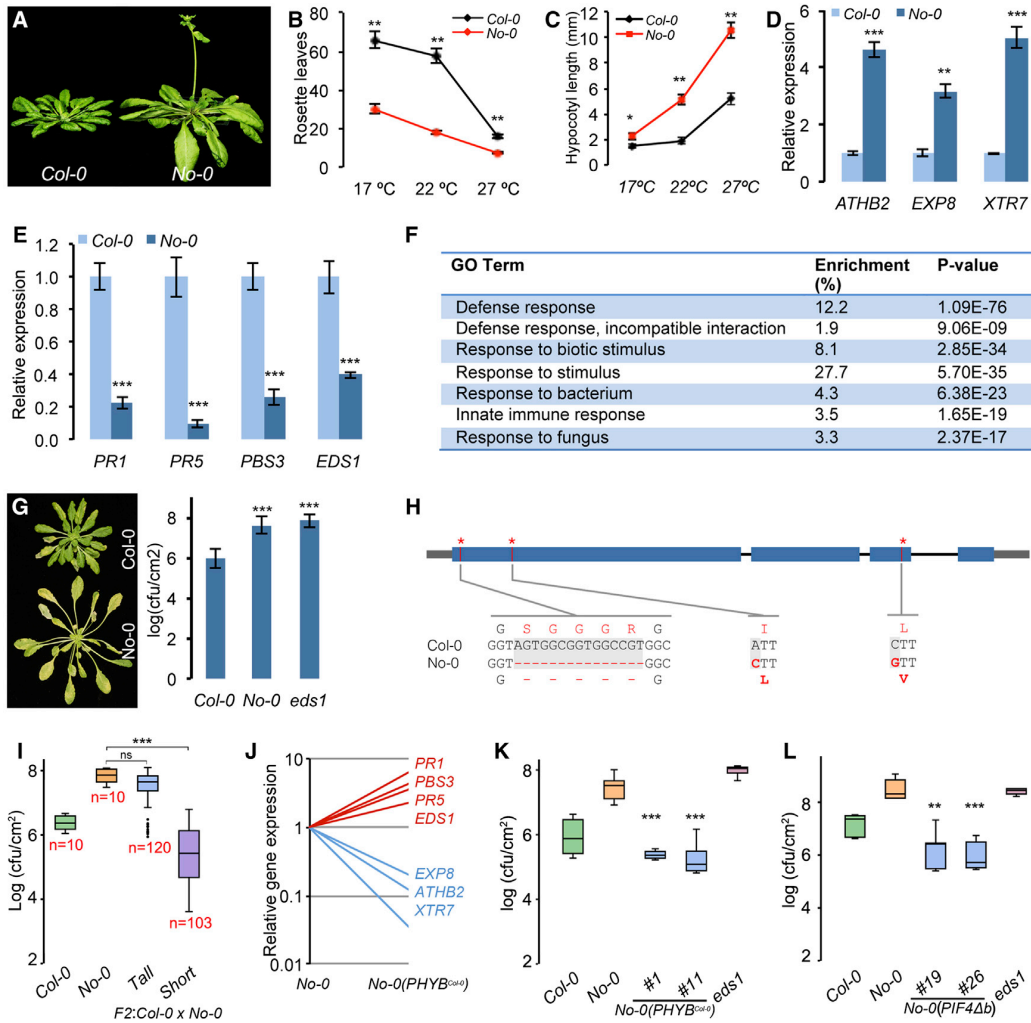 A
Col-0
No-0
B
Rosette leaves
80
60
40
20
0
17 ºC
22 ºC
27 ºC
Col-0
No-0
**
**
**
C
Hypocotyl length (mm)
12
10
8
6
4
2
0
17ºC
22ºC
27ºC
Col-0
No-0
*
**
**
D
Col-0
No-0
Relative expression
6
5
4
3
2
1
0
***
**
***
ATHB2
EXP8
XTR7
E
Col-0
No-0
Relative expression
1.2
1.0
0.8
0.6
0.4
0.2
0.0
***
***
***
***
PR1
PR5
PBS3
EDS1
F
GO Term Enrichment (%) P-value
Defense response 12.2 1.09E-76
Defense response, incompatible interaction 1.9 9.06E-09
Response to biotic stimulus 8.1 2.85E-34
Response to stimulus 27.7 5.70E-35
Response to bacterium 4.3 6.38E-23
Innate immune response 3.5 1.65E-19
Response to fungus 3.3 2.37E-17
G
Col-0
No-0
log(cfu/cm2)
8
6
4
2
0
***
***
Col-0
No-0
eds1
H
* * *
G S G G G R G I L
Col-0 GGTAGTGGCGGTGGCCGTGGC ATT CTT
No-0 GGT---------------GGC CTT GTT
G - - - - - G L V
I
Log (cfu/cm²)
8
6
4
2
***
ns
n=10
n=10
n=120
n=103
Col-0
No-0
Tall
Short
F2:Col-0 x No-0
J
Relative gene expression
10
1
0.1
0.01
PR1
PBS3
PR5
EDS1
EXP8
ATHB2
XTR7
No-0
No-0(PHYBCol-0)
K
log (cfu/cm²)
8
6
4
2
***
***
Col-0
No-0
#1
#11
eds1
No-0(PHYBCol-0)
L
log (cfu/cm²)
8
6
4
2
**
***
Col-0
No-0
#19
#26
eds1
No-0(PIF4Δb)